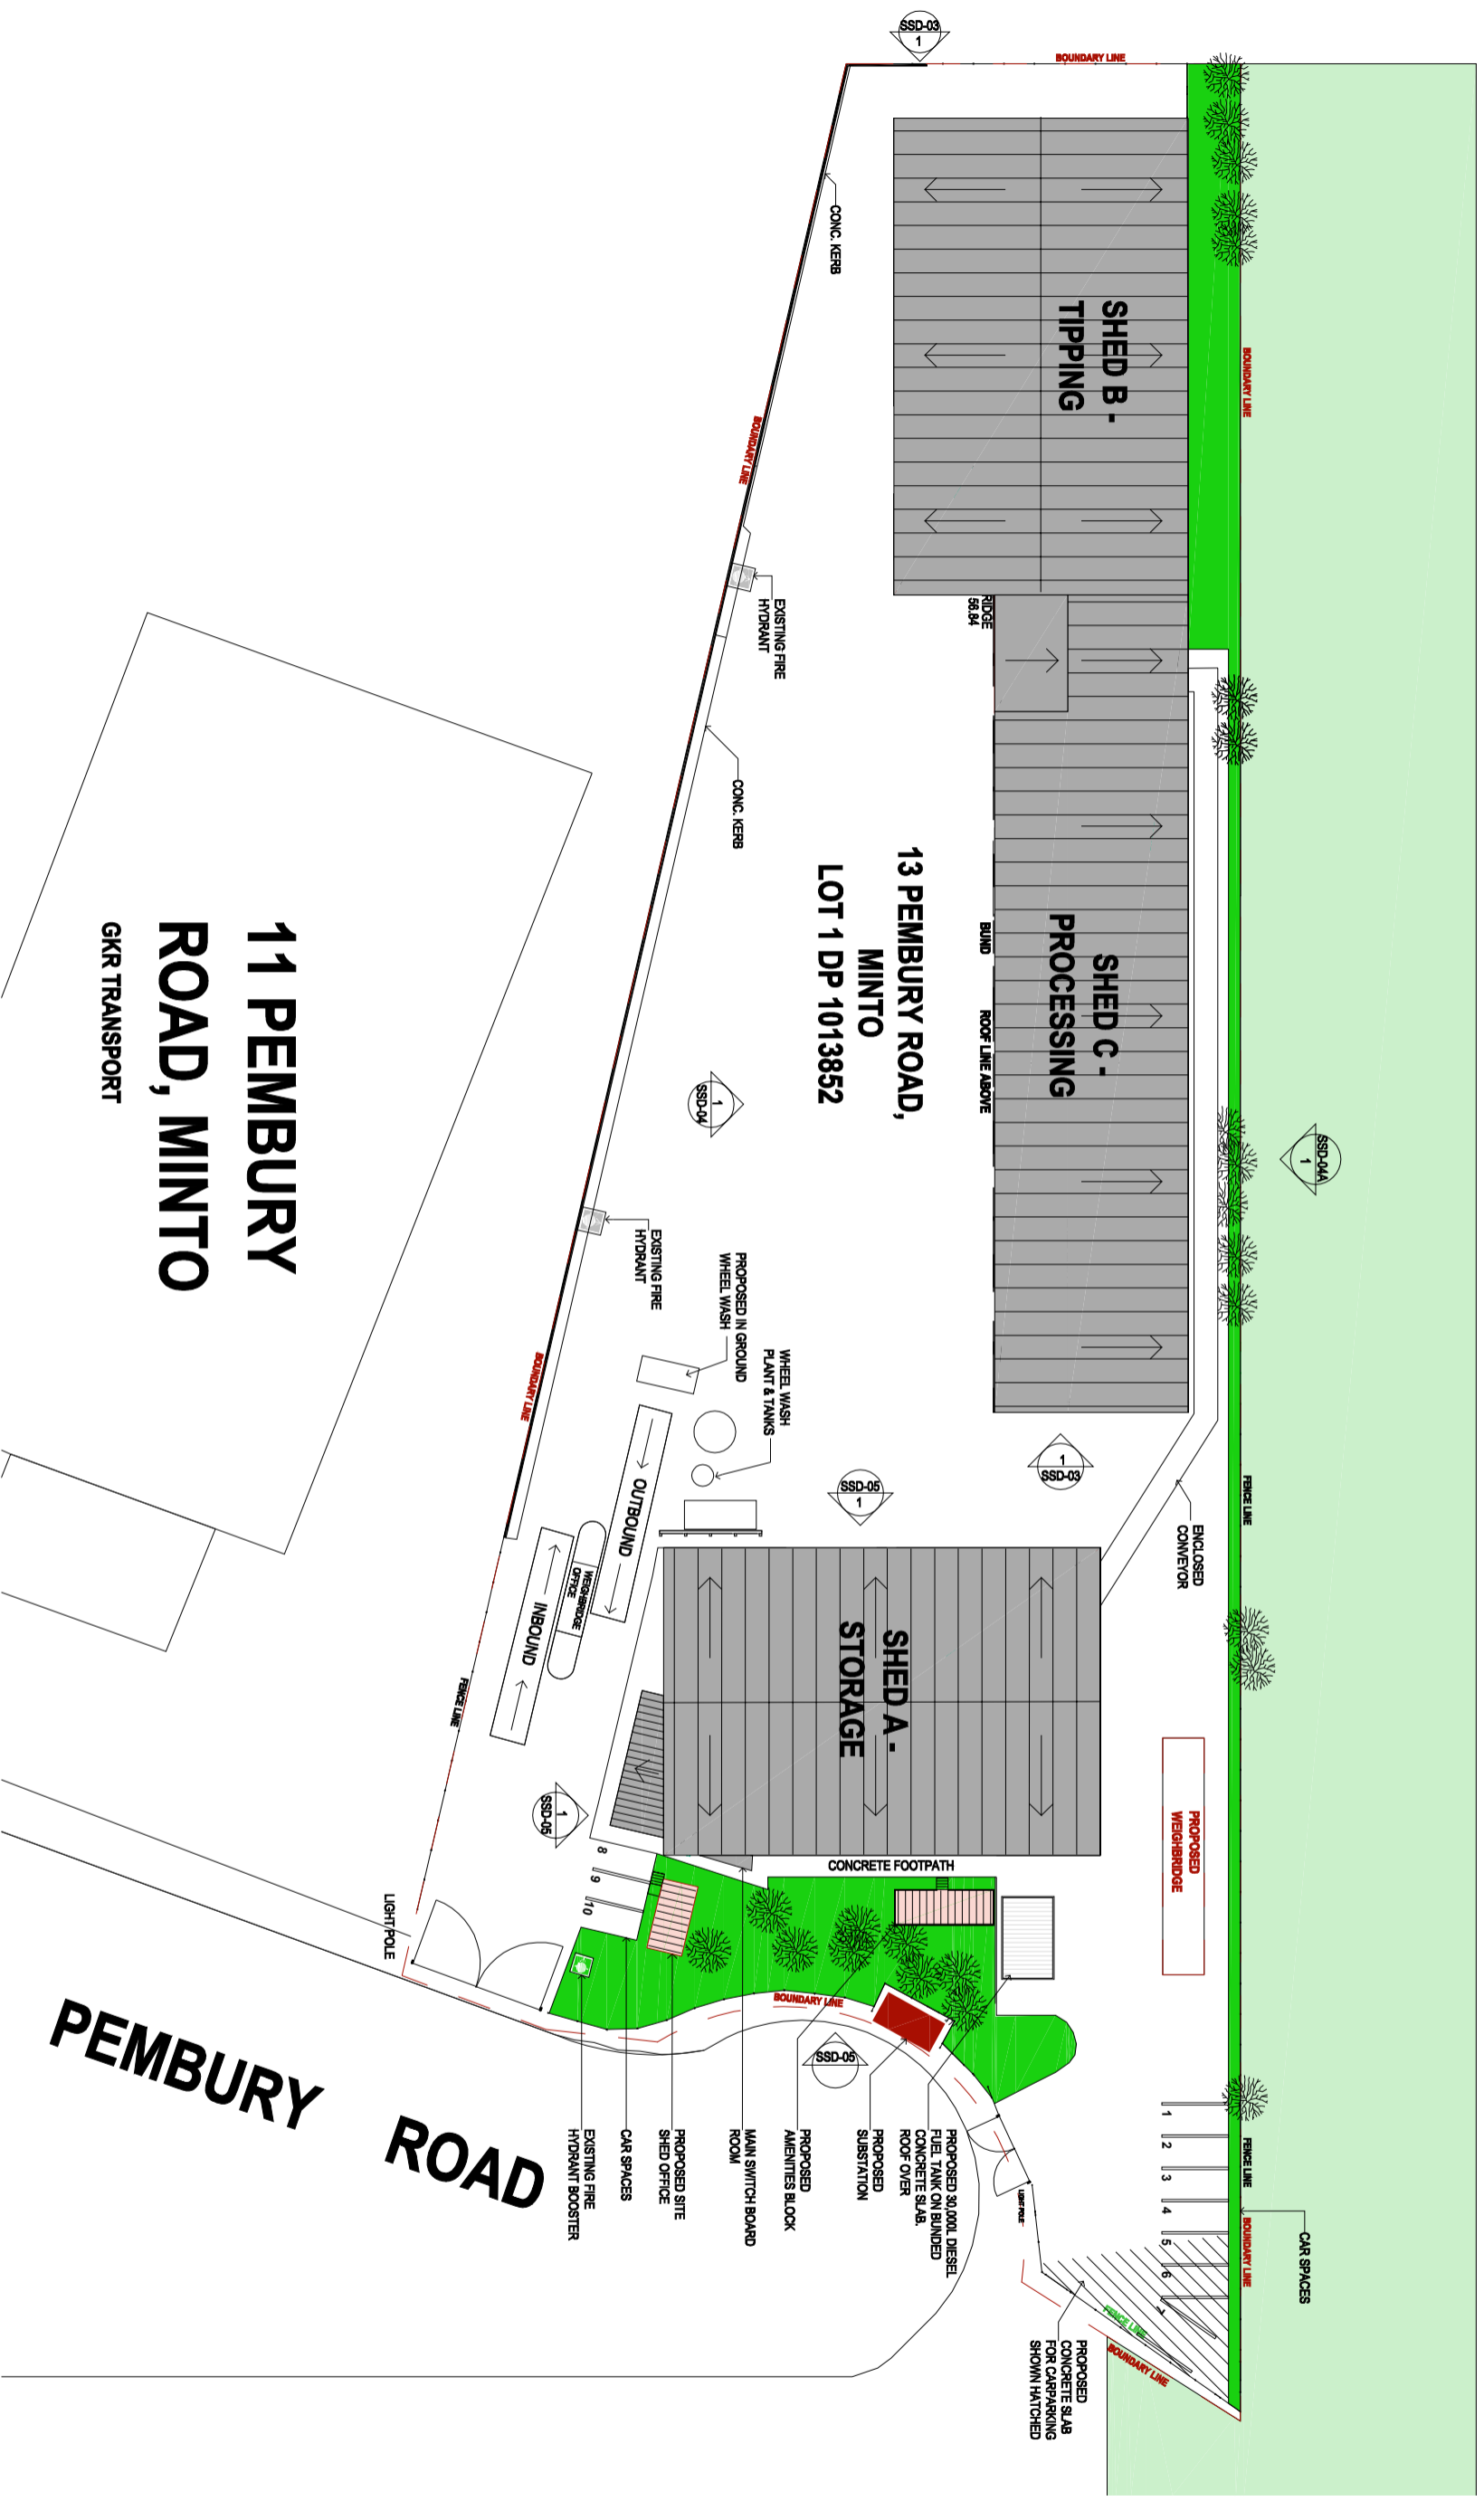 SSD-03
1
BOUNDARY LINE
CONC. KERB
SHED B -
TIPPING
BOUNDARY LINE
BOUNDARY LINE
EXISTING FIRE
HYDRANT
RIDGE
56.84
CONC. KERB
13 PEMBURY ROAD,
MINTO
LOT 1 DP 1013852
BUND
ROOF LINE ABOVE
SHED C -
PROCESSING
11 PEMBURY
ROAD, MINTO
GKR TRANSPORT
1
SSD-04
SSD-04A
1
EXISTING FIRE
HYDRANT
PROPOSED IN GROUND
WHEEL WASH
WHEEL WASH
PLANT & TANKS
BOUNDARY LINE
OUTBOUND
WEIGHBRIDGE
OFFICE
INBOUND
SSD-05
1
1
SSD-03
FENCE LINE
ENCLOSED
CONVEYOR
SHED A -
STORAGE
FENCE LINE
1
SSD-05
PROPOSED
WEIGHBRIDGE
CONCRETE FOOTPATH
8
9
10
LIGHT POLE
BOUNDARY LINE
SSD-05
PEMBURY ROAD
EXISTING FIRE
HYDRANT BOOSTER
CAR SPACES
PROPOSED SITE
SHED OFFICE
MAIN SWITCH BOARD
ROOM
PROPOSED
AMENITIES BLOCK
PROPOSED
SUBSTATION
PROPOSED 30,000L DIESEL
FUEL TANK ON BUNDED
CONCRETE SLAB.
ROOF OVER
LIGHT POLE
1
2
3
4
5
6
7
FENCE LINE
BOUNDARY LINE
CAR SPACES
FENCE LINE
BOUNDARY LINE
PROPOSED
CONCRETE SLAB
FOR CARPARKING
SHOWN HATCHED